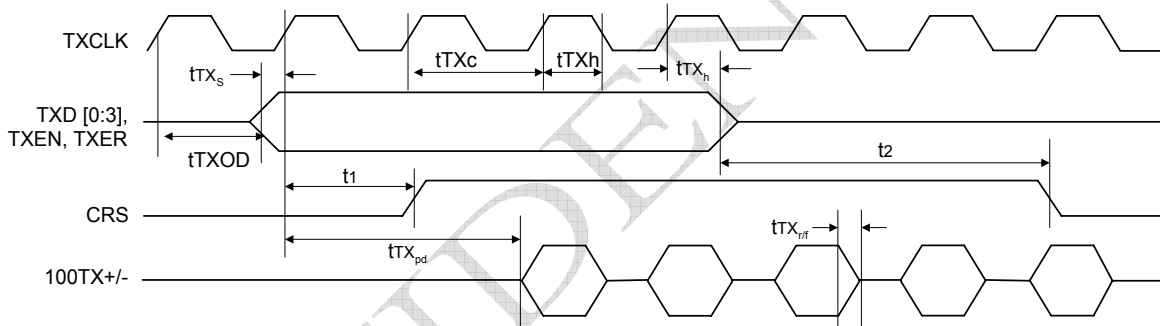 TXCLK
tTXc
tTXh
tTXh
tTXs
TXD [0:3],
TXEN, TXER
tTXOD
t2
t1
CRS
tTXr/f
tTXpd
100TX+/-